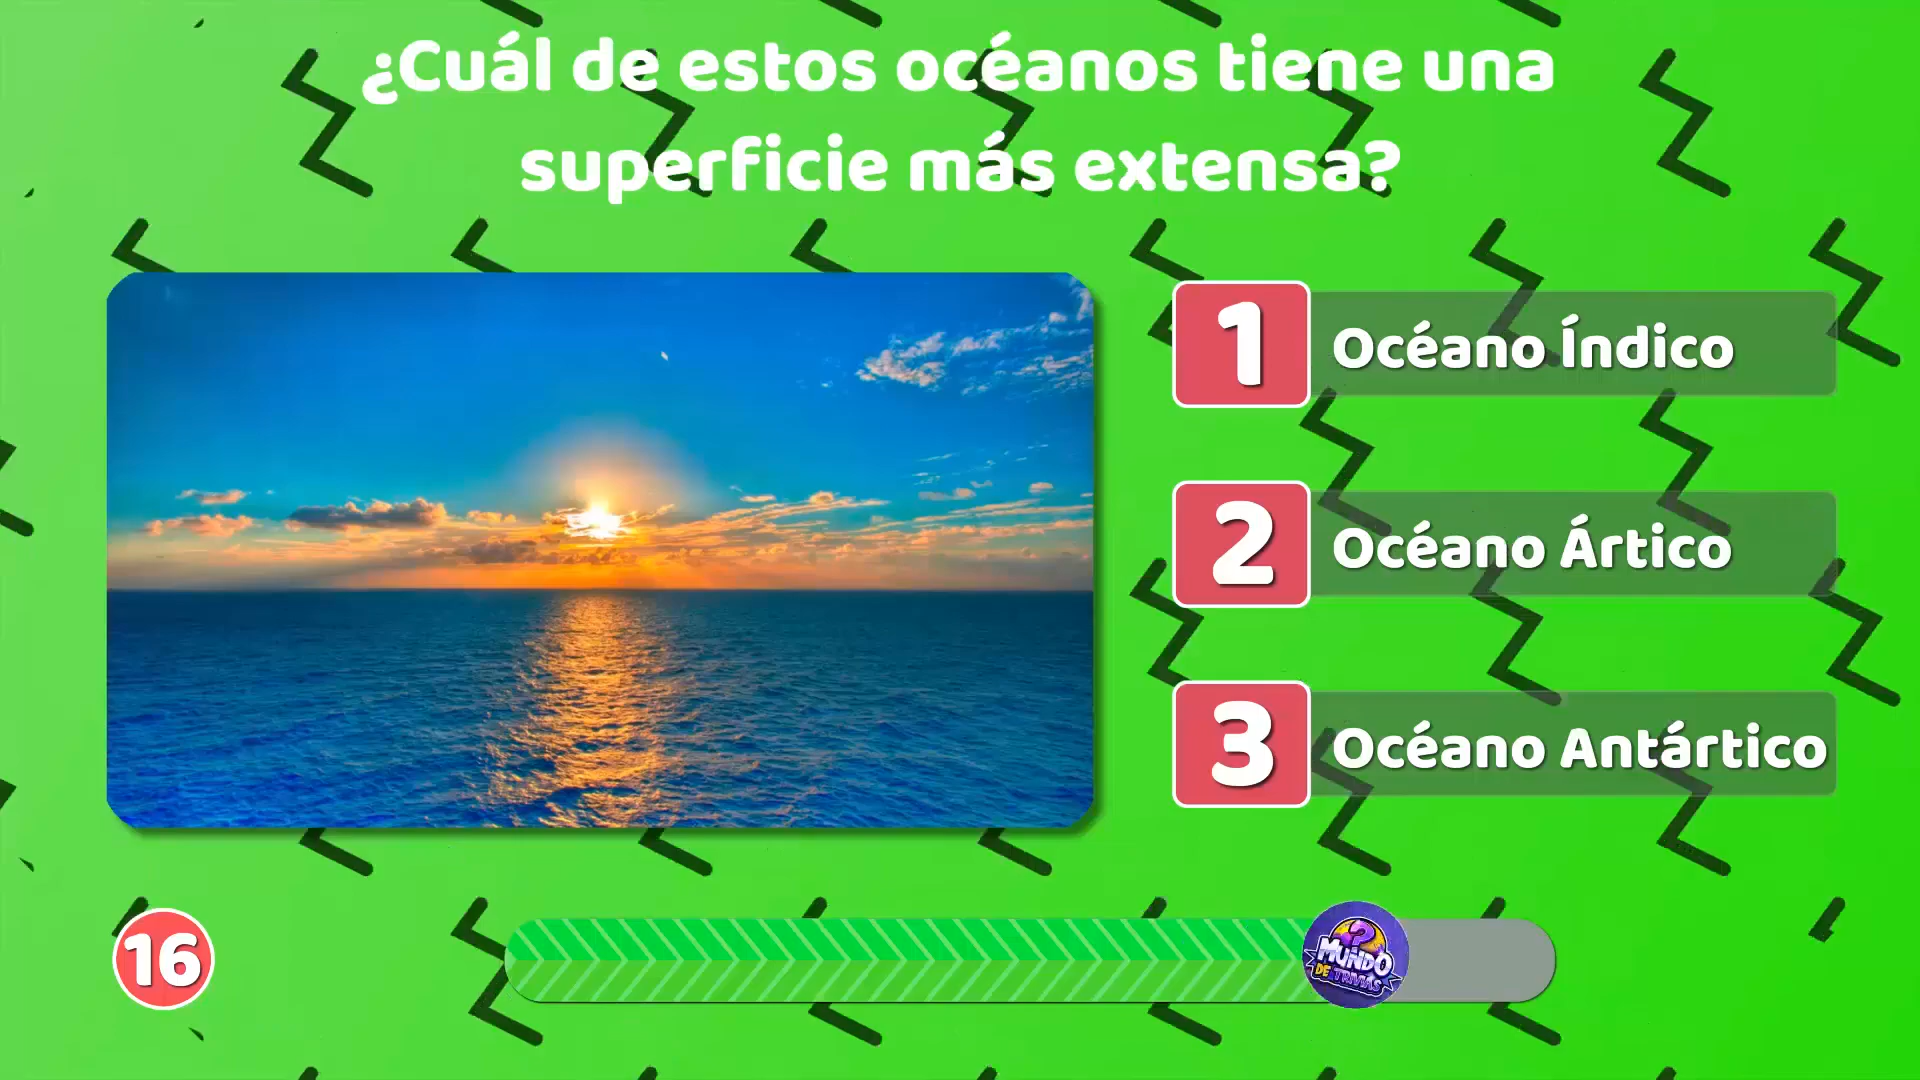 ¿Cuál de estos océanos tiene una
superficie más extensa?
1 Océano Índico
2 Océano Ártico
3 Océano Antártico
16
?
MUNDO
DE TRIVIAS